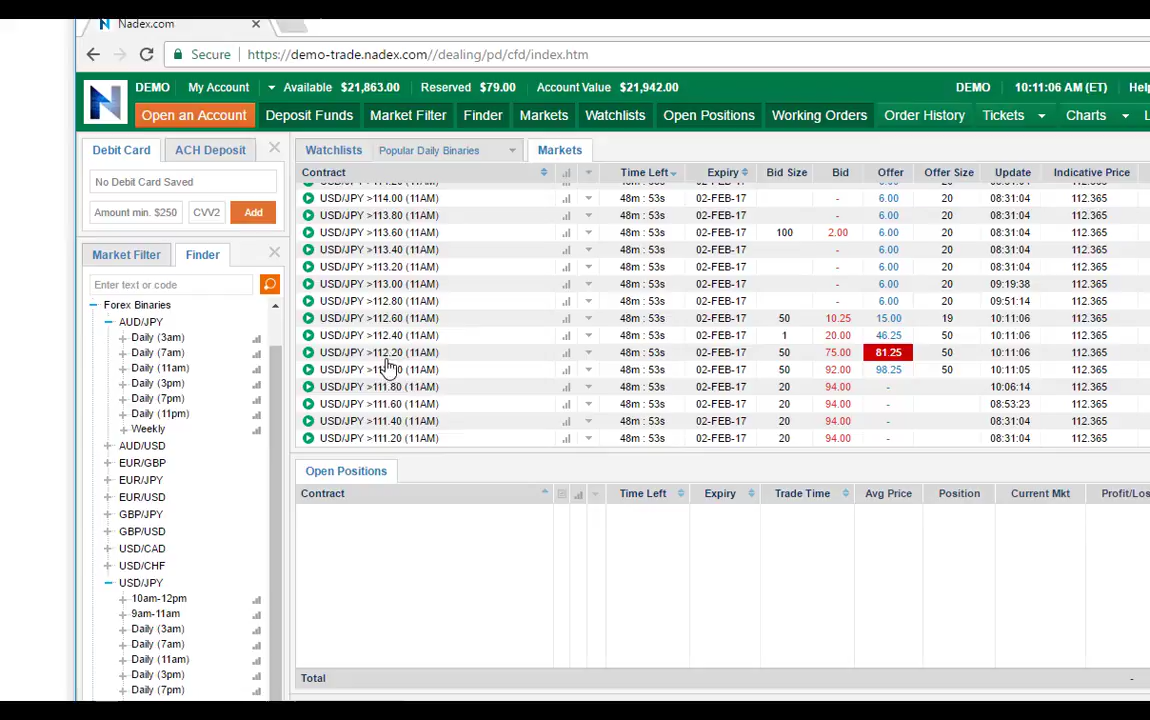 Nadex.com
Secure https://demo-trade.nadex.com//dealing/pd/cfd/index.htm
DEMO My Account Available $21,863.00 Reserved $79.00 Account Value $21,942.00 DEMO 10:11:06 AM (ET) Help
Open an Account Deposit Funds Market Filter Finder Markets Watchlists Open Positions Working Orders Order History Tickets Charts L
Debit Card ACH Deposit
No Debit Card Saved
Amount min. $250 CVV2 Add
Market Filter Finder
Enter text or code
Forex Binaries
AUD/JPY
Daily (3am)
Daily (7am)
Daily (11am)
Daily (3pm)
Daily (7pm)
Daily (11pm)
Weekly
AUD/USD
EUR/GBP
EUR/JPY
EUR/USD
GBP/JPY
GBP/USD
USD/CAD
USD/CHF
USD/JPY
10am-12pm
9am-11am
Daily (3am)
Daily (7am)
Daily (11am)
Daily (3pm)
Daily (7pm)
Watchlists Popular Daily Binaries Markets
Contract Time Left Expiry Bid Size Bid Offer Offer Size Update Indicative Price
USD/JPY >114.00 (11AM) 48m : 53s 02-FEB-17 - 6.00 20 08:31:04 112.365
USD/JPY >113.80 (11AM) 48m : 53s 02-FEB-17 - 6.00 20 08:31:04 112.365
USD/JPY >113.60 (11AM) 48m : 53s 02-FEB-17 100 2.00 6.00 20 08:31:04 112.365
USD/JPY >113.40 (11AM) 48m : 53s 02-FEB-17 - 6.00 20 08:31:04 112.365
USD/JPY >113.20 (11AM) 48m : 53s 02-FEB-17 - 6.00 20 08:31:04 112.365
USD/JPY >113.00 (11AM) 48m : 53s 02-FEB-17 - 6.00 20 09:19:38 112.365
USD/JPY >112.80 (11AM) 48m : 53s 02-FEB-17 - 6.00 20 09:51:14 112.365
USD/JPY >112.60 (11AM) 48m : 53s 02-FEB-17 50 10.25 15.00 19 10:11:06 112.365
USD/JPY >112.40 (11AM) 48m : 53s 02-FEB-17 1 20.00 46.25 50 10:11:06 112.365
USD/JPY >112.20 (11AM) 48m : 53s 02-FEB-17 50 75.00 81.25 50 10:11:06 112.365
USD/JPY (11AM) 48m : 53s 02-FEB-17 50 92.00 98.25 50 10:11:05 112.365
USD/JPY >111.80 (11AM) 48m : 53s 02-FEB-17 20 94.00 - 10:06:14 112.365
USD/JPY >111.60 (11AM) 48m : 53s 02-FEB-17 20 94.00 - 08:53:23 112.365
USD/JPY >111.40 (11AM) 48m : 53s 02-FEB-17 20 94.00 - 08:31:04 112.365
USD/JPY >111.20 (11AM) 48m : 53s 02-FEB-17 20 94.00 - 08:31:04 112.365
Open Positions
Contract Time Left Expiry Trade Time Avg Price Position Current Mkt Profit/Los
Total -